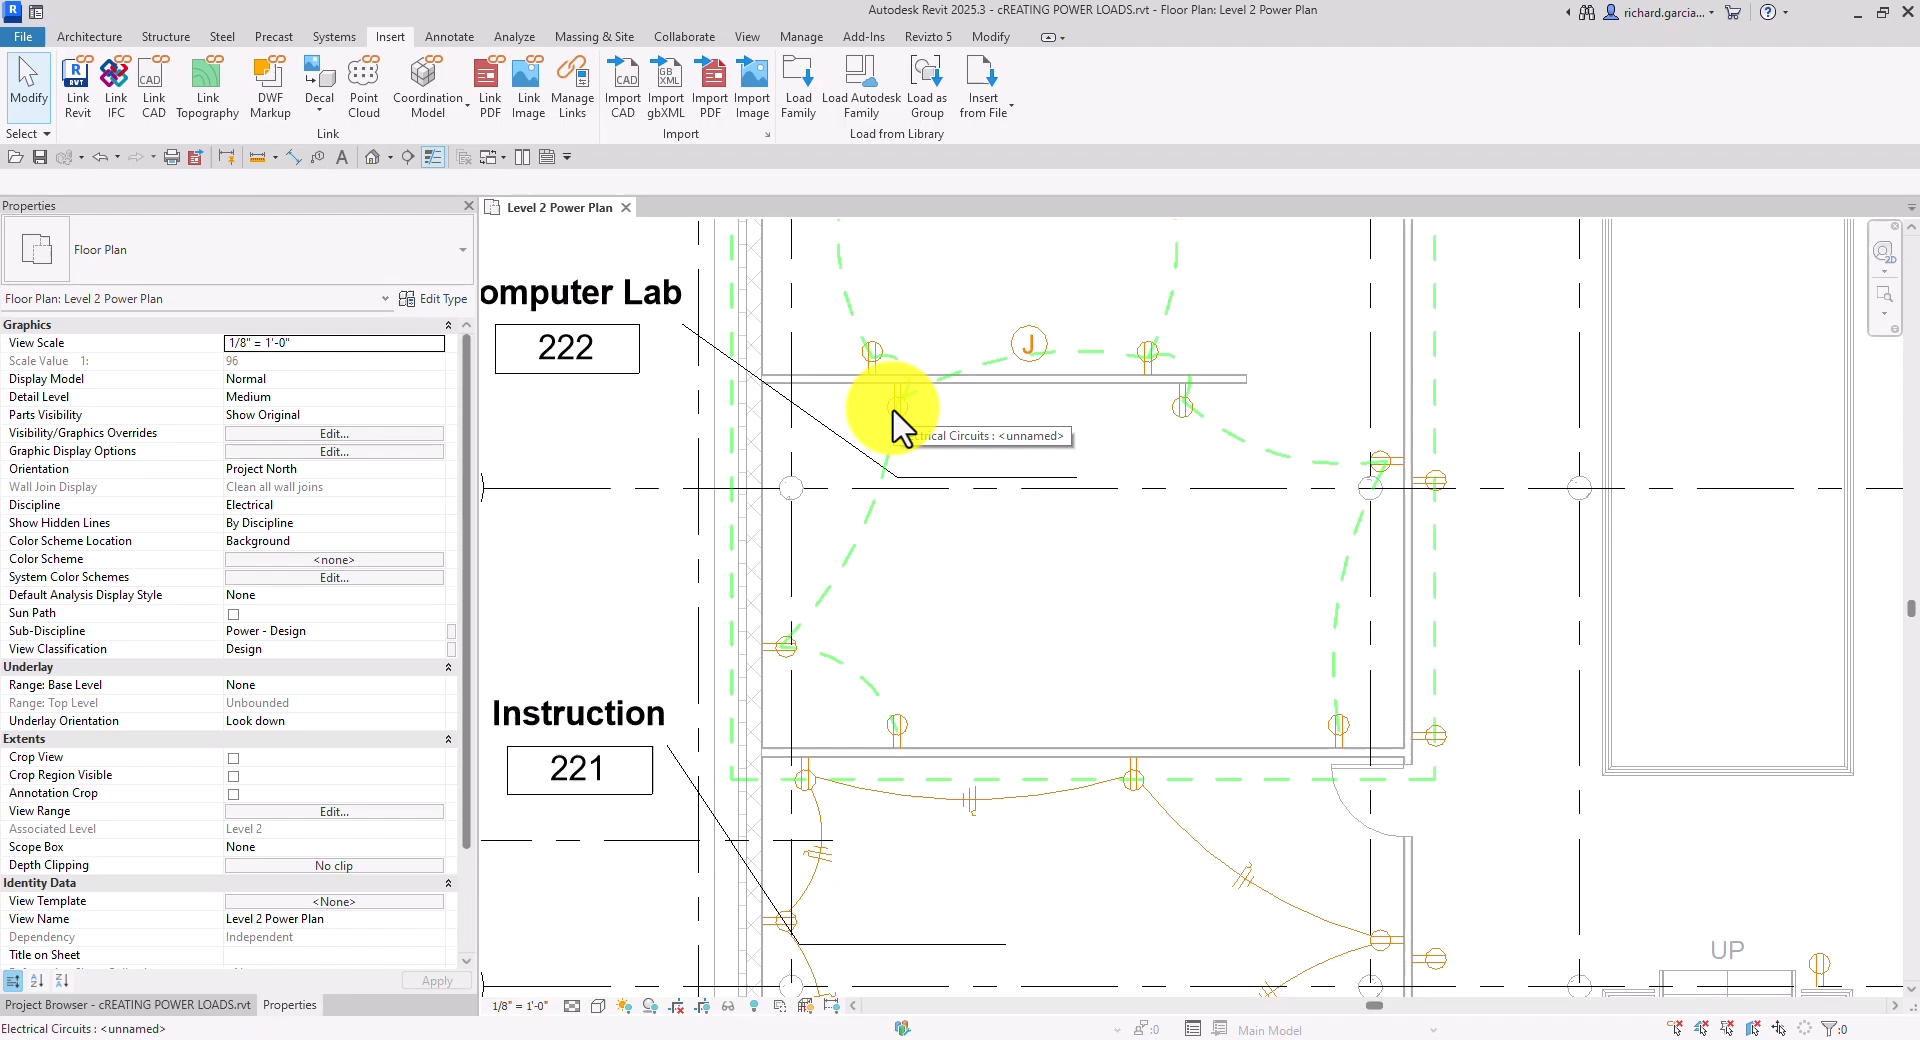 Autodesk Revit 2025.3 - cREATING POWER LOADS.rvt - Floor Plan: Level 2 Power Plan
richard.garcia...
File Architecture Structure Steel Precast Systems Insert Annotate Analyze Massing & Site Collaborate View Manage Add-Ins Revizto 5 Modify
Modify
Link Revit
Link IFC
Link CAD
Link Topography
DWF Markup
Decal
Point Cloud
Coordination Model
Link PDF
Link Image
Manage Links
Import CAD
Import gbXML
Import PDF
Import Image
Load Family
Load Autodesk Family
Load as Group
Insert from File
Select Link Import Load from Library
Properties
Level 2 Power Plan
Floor Plan
Floor Plan: Level 2 Power Plan Edit Type
Graphics
View Scale 1/8" = 1'-0"
Scale Value 1: 96
Display Model Normal
Detail Level Medium
Parts Visibility Show Original
Visibility/Graphics Overrides Edit...
Graphic Display Options Edit...
Orientation Project North
Wall Join Display Clean all wall joins
Discipline Electrical
Show Hidden Lines By Discipline
Color Scheme Location Background
Color Scheme <none>
System Color Schemes Edit...
Default Analysis Display Style None
Sun Path
Sub-Discipline Power - Design
View Classification Design
Underlay
Range: Base Level None
Range: Top Level Unbounded
Underlay Orientation Look down
Extents
Crop View
Crop Region Visible
Annotation Crop
View Range Edit...
Associated Level Level 2
Scope Box None
Depth Clipping No clip
Identity Data
View Template <None>
View Name Level 2 Power Plan
Dependency Independent
Title on Sheet
Apply
Project Browser - cREATING POWER LOADS.rvt Properties
Electrical Circuits : <unnamed>
omputer Lab
222
J
trical Circuits : <unnamed>
Instruction
221
UP
1/8" = 1'-0"
:0
Main Model
:0